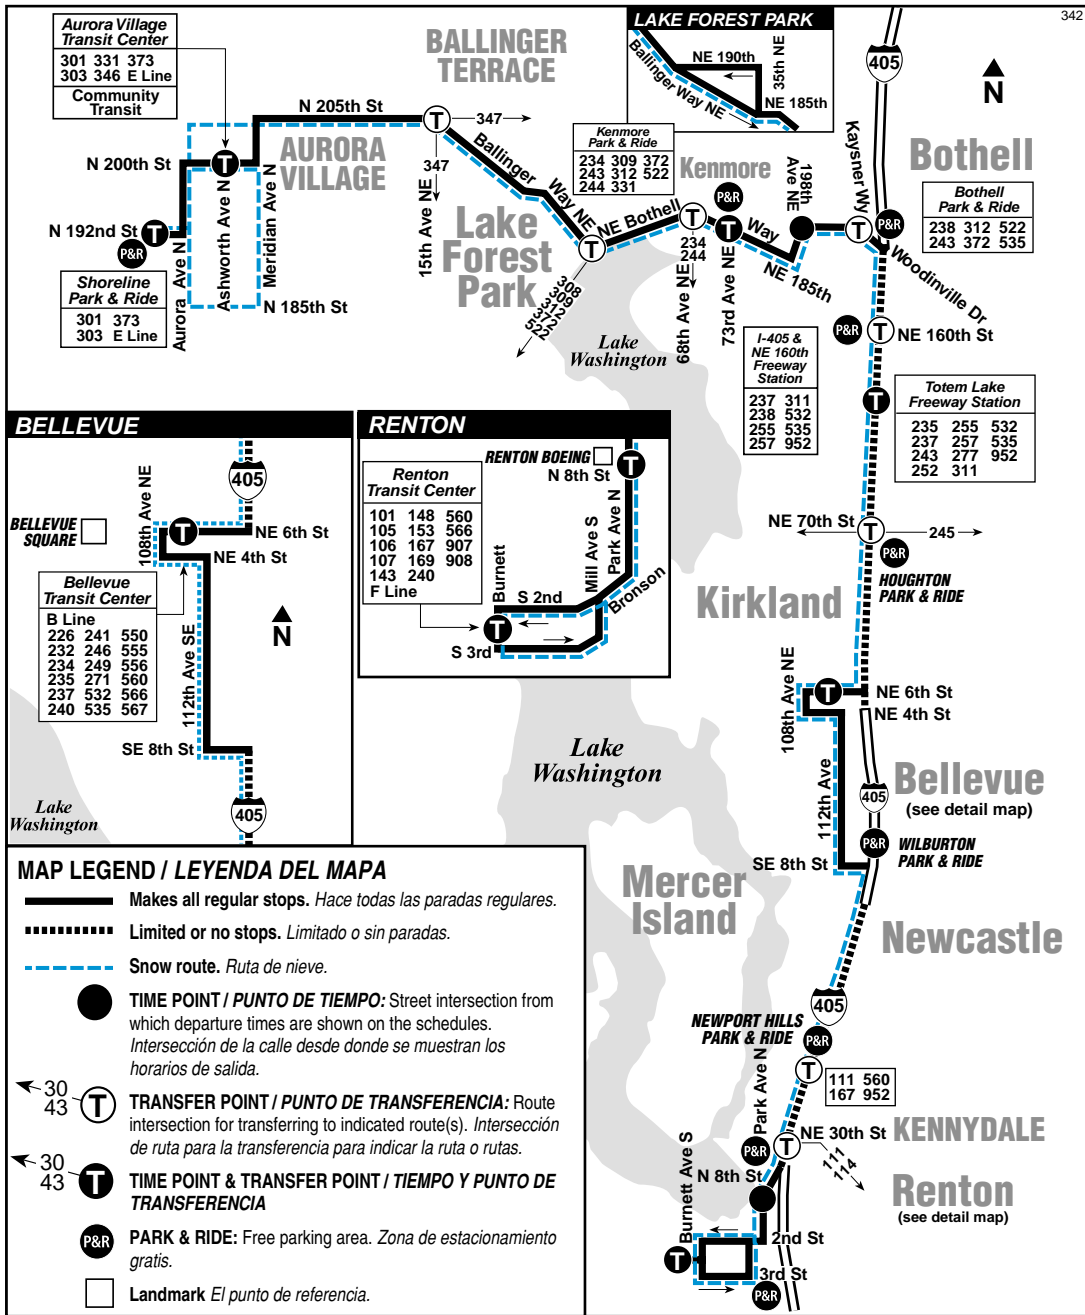 342
Aurora Village
Transit Center
301 331 373
303 346 E Line
Community
Transit
BALLINGER
TERRACE
LAKE FOREST PARK
NE 190th
35th NE
Ballinger Way NE
NE 185th
405
N
Bothell
N 205th St
T
347
347
15th Ave NE
Ballinger
Way NE
AURORA
VILLAGE
N 200th St
T
N 192nd St
T
P&R
Aurora Ave N
Ashworth Ave N
Meridian Ave N
N 185th St
Shoreline
Park & Ride
301 373
303 E Line
Lake
Forest
Park
Kenmore
Park & Ride
234 309 372
243 312 522
244 331
Kenmore
P&R
NE Bothell
Way
T
T
T
308
309
312
372
522
234
244
68th Ave NE
73rd Ave NE
NE 185th
198th
Ave NE
Kaysner Wy
T
P&R
Woodinville Dr
Bothell
Park & Ride
238 312 522
243 372 535
Lake
Washington
P&R
T
NE 160th St
I-405 &
NE 160th
Freeway
Station
237 311
238 532
255 535
257 952
T
Totem Lake
Freeway Station
235 255 532
237 257 535
243 277 952
252 311
BELLEVUE
405
108th Ave NE
BELLEVUE
SQUARE
T
NE 6th St
NE 4th St
Bellevue
Transit Center
B Line
226 241 550
232 246 555
234 249 556
235 271 560
237 532 566
240 535 567
N
112th Ave SE
SE 8th St
Lake
Washington
405
RENTON
RENTON BOEING
T
N 8th St
Renton
Transit Center
101 148 560
105 153 566
106 167 907
107 169 908
143 240
F Line
Burnett
Mill Ave S
Park Ave N
Bronson
S 2nd
T
S 3rd
NE 70th St
T
245
P&R
HOUGHTON
PARK & RIDE
Kirkland
108th Ave NE
T
NE 6th St
NE 4th St
Lake
Washington
112th Ave
Bellevue
(see detail map)
405
P&R
WILBURTON
PARK & RIDE
SE 8th St
Mercer
Island
Newcastle
405
NEWPORT HILLS
PARK & RIDE
P&R
T
111 560
167 952
Park Ave N
T
NE 30th St
KENNYDALE
P&R
111
114
N 8th St
Renton
(see detail map)
Burnett Ave S
2nd St
T
3rd St
P&R
MAP LEGEND / LEYENDA DEL MAPA
Makes all regular stops. Hace todas las paradas regulares.
Limited or no stops. Limitado o sin paradas.
Snow route. Ruta de nieve.
TIME POINT / PUNTO DE TIEMPO: Street intersection from
which departure times are shown on the schedules.
Intersección de la calle desde donde se muestran los
horarios de salida.
30
43
T
TRANSFER POINT / PUNTO DE TRANSFERENCIA: Route
intersection for transferring to indicated route(s). Intersección
de ruta para la transferencia para indicar la ruta o rutas.
30
43
T
TIME POINT & TRANSFER POINT / TIEMPO Y PUNTO DE
TRANSFERENCIA
P&R
PARK & RIDE: Free parking area. Zona de estacionamiento
gratis.
Landmark El punto de referencia.